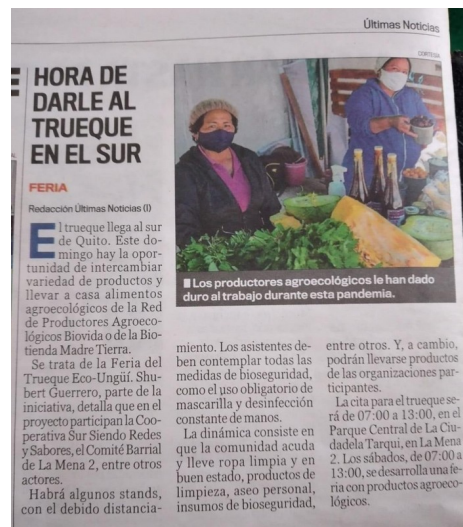 Últimas Noticias
CORTESÍA
HORA DE
DARLE AL
TRUEQUE
EN EL SUR
FERIA
Redacción Últimas Noticias (I)
El trueque llega al sur
de Quito. Este do-
mingo hay la opor-
tunidad de intercambiar
variedad de productos y
llevar a casa alimentos
agroecológicos de la Red
de Productores Agroeco-
lógicos Biovida o de la Bio-
tienda Madre Tierra.
Se trata de la Feria del
Trueque Eco-Ungüí. Shu-
bert Guerrero, parte de la
iniciativa, detalla que en el
proyecto participan la Coo-
perativa Sur Siendo Redes
y Sabores, el Comité Barrial
de La Mena 2, entre otros
actores.
Habrá algunos stands,
con el debido distancia-
Los productores agroecológicos le han dado
duro al trabajo durante esta pandemia.
miento. Los asistentes de-
ben contemplar todas las
medidas de bioseguridad,
como el uso obligatorio de
mascarilla y desinfección
constante de manos.
La dinámica consiste en
que la comunidad acuda
y lleve ropa limpia y en
buen estado, productos de
limpieza, aseo personal,
insumos de bioseguridad,
entre otros. Y, a cambio,
podrán llevarse productos
de las organizaciones par-
ticipantes.
La cita para el trueque se-
rá de 07:00 a 13:00, en el
Parque Central de La Ciu-
dadela Tarqui, en La Mena
2. Los sábados, de 07:00 a
13:00, se desarrolla una fe-
ria con productos agroeco-
lógicos.